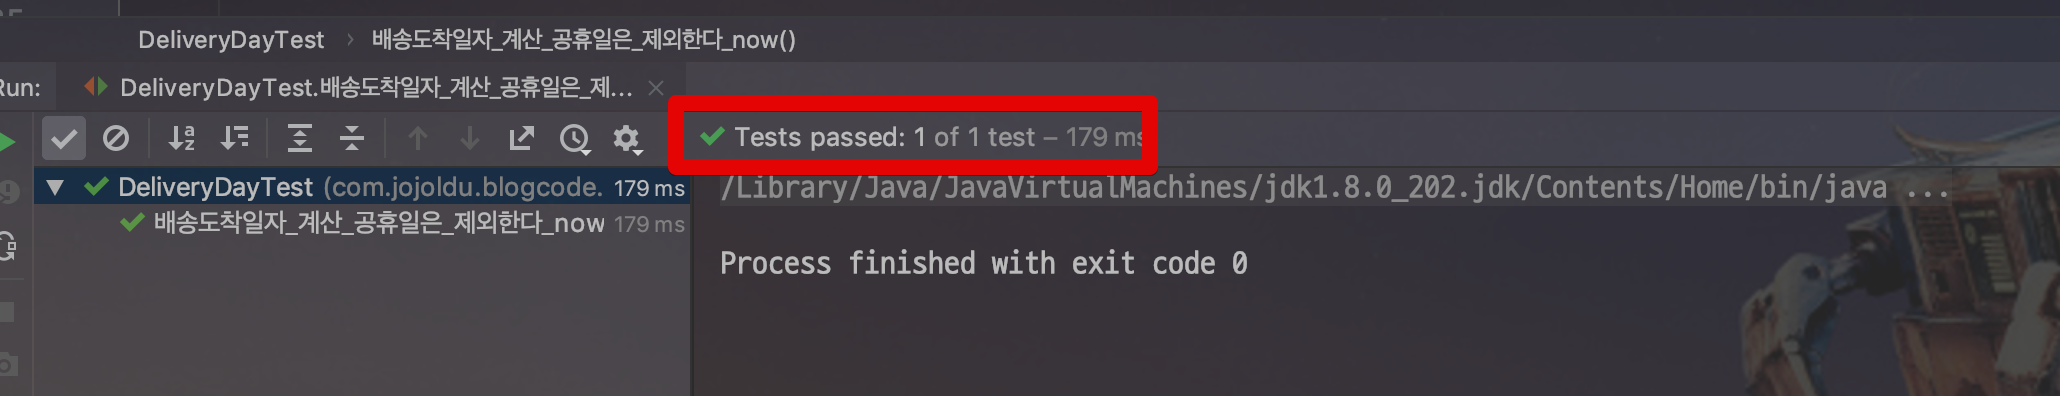 DeliveryDayTest › 배송도착일자_계산_공휴일은_제외한다_now()
Run: DeliveryDayTest.배송도착일자_계산_공휴일은_제... ×
Tests passed: 1 of 1 test – 179 ms
DeliveryDayTest (com.jojoldu.blogcode. 179 ms
배송도착일자_계산_공휴일은_제외한다_now 179 ms
/Library/Java/JavaVirtualMachines/jdk1.8.0_202.jdk/Contents/Home/bin/java ...
Process finished with exit code 0